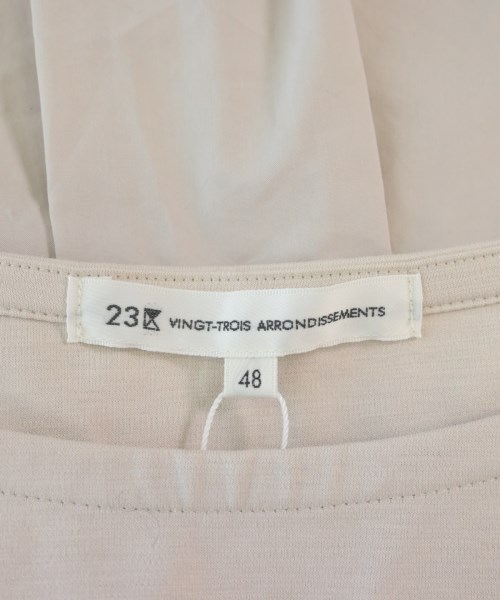 23区 VINGT-TROIS ARRONDISSEMENTS
48